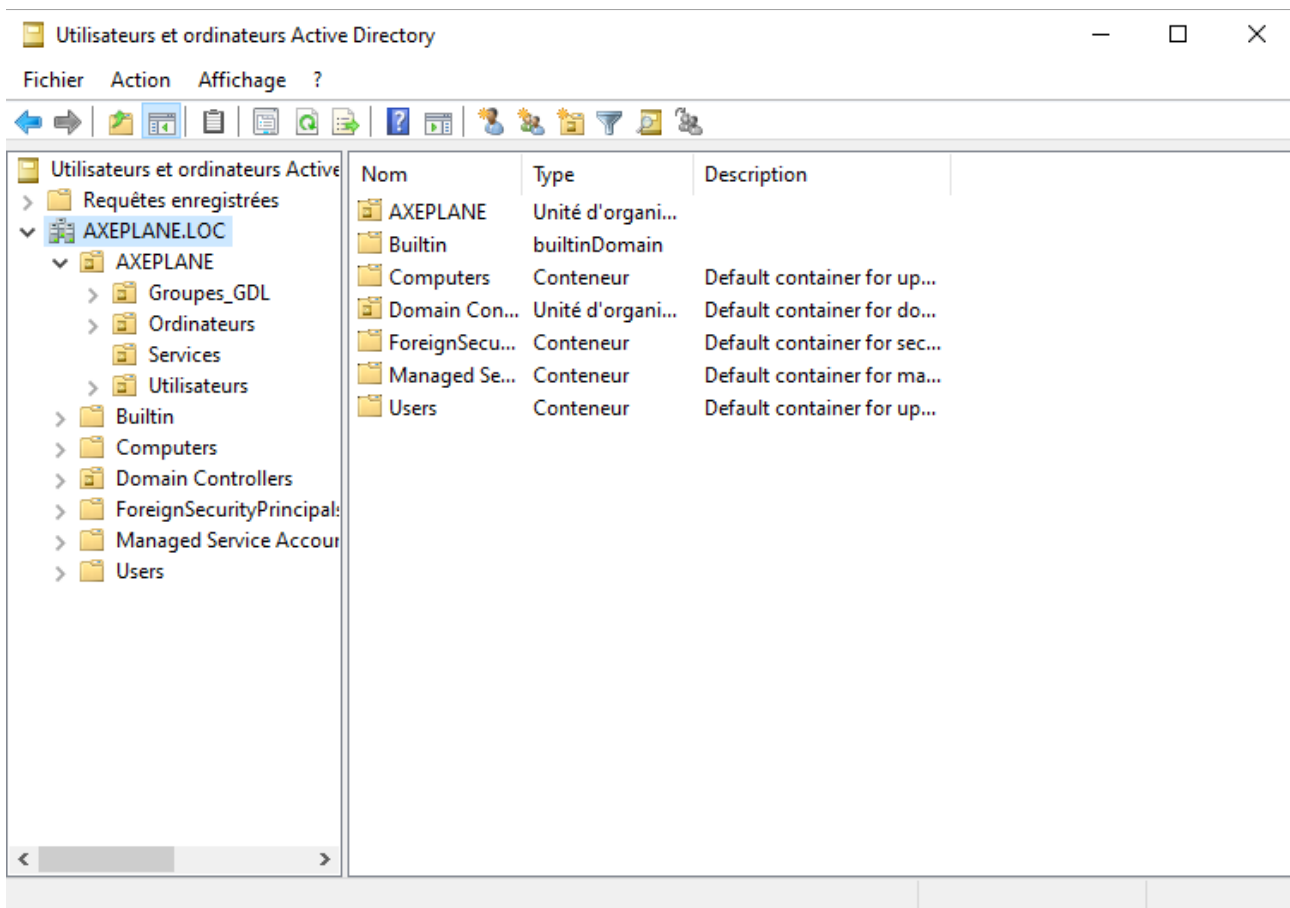 Utilisateurs et ordinateurs Active Directory
Fichier Action Affichage ?
Utilisateurs et ordinateurs Active
Requêtes enregistrées
AXEPLANE.LOC
AXEPLANE
Groupes_GDL
Ordinateurs
Services
Utilisateurs
Builtin
Computers
Domain Controllers
ForeignSecurityPrincipals
Managed Service Accour
Users
Nom Type Description
AXEPLANE Unité d'organi...
Builtin builtinDomain
Computers Conteneur Default container for up...
Domain Con... Unité d'organi... Default container for do...
ForeignSecu... Conteneur Default container for sec...
Managed Se... Conteneur Default container for ma...
Users Conteneur Default container for up...